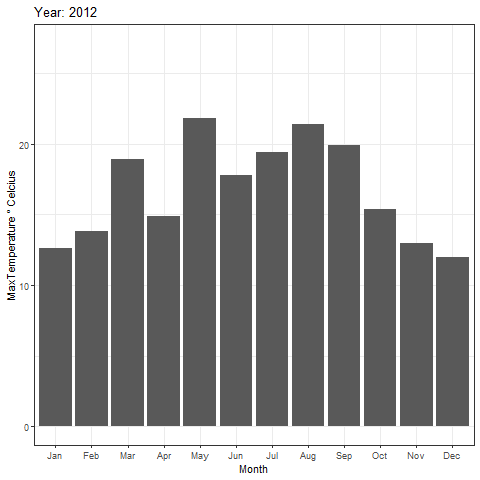 Year: 2012
MaxTemperature ° Celcius
20
10
0
Jan Feb Mar Apr May Jun Jul Aug Sep Oct Nov Dec
Month